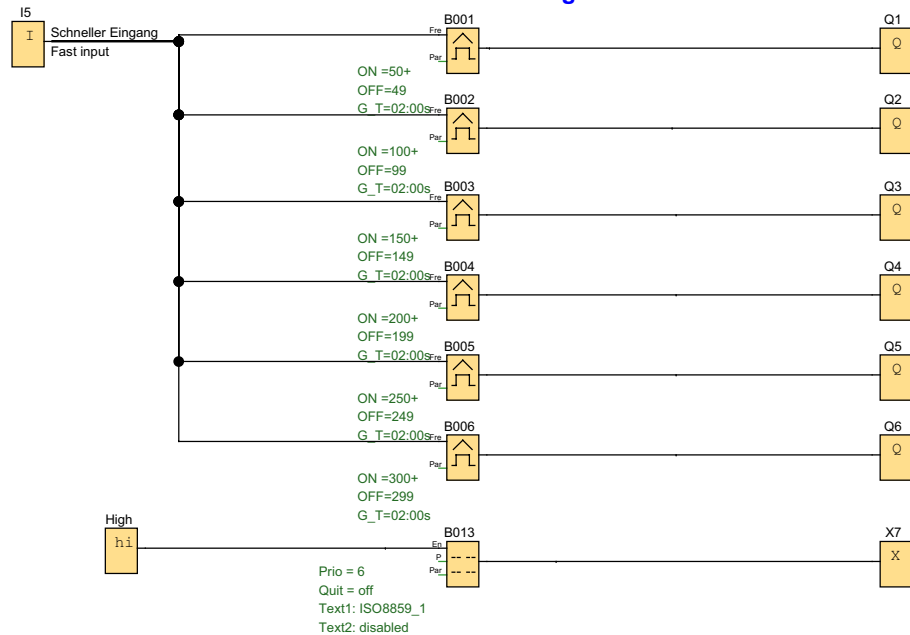 g
I5
I
Schneller Eingang
Fast input
B001
Fre
Par
Q1
Q
ON =50+
OFF=49
G_T=02:00s
B002
Fre
Par
Q2
Q
ON =100+
OFF=99
G_T=02:00s
B003
Fre
Par
Q3
Q
ON =150+
OFF=149
G_T=02:00s
B004
Fre
Par
Q4
Q
ON =200+
OFF=199
G_T=02:00s
B005
Fre
Par
Q5
Q
ON =250+
OFF=249
G_T=02:00s
B006
Fre
Par
Q6
Q
ON =300+
OFF=299
G_T=02:00s
High
hi
B013
En
P
Par
X7
X
Prio = 6
Quit = off
Text1: ISO8859_1
Text2: disabled